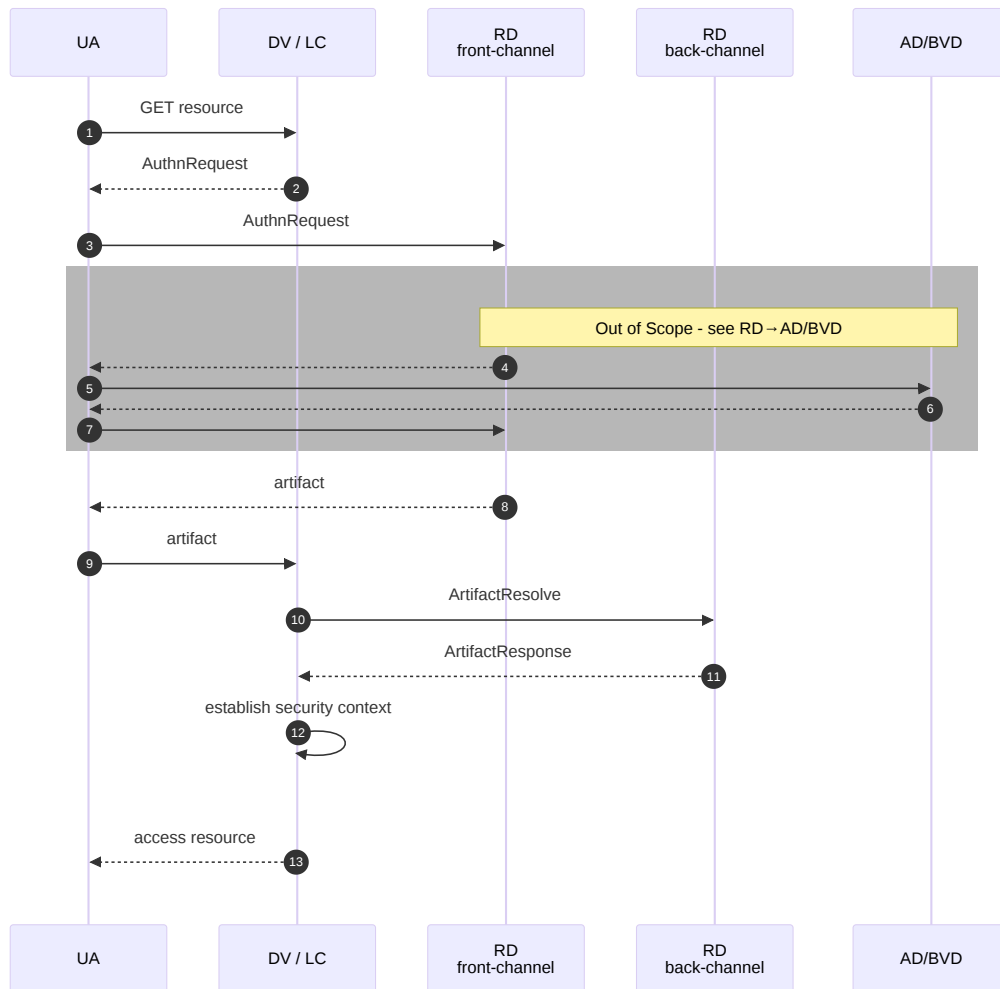 UA
DV / LC
RD
front-channel
RD
back-channel
AD/BVD
GET resource
1
AuthnRequest
2
AuthnRequest
3
Out of Scope - see RD→AD/BVD
4
5
6
7
artifact
8
artifact
9
ArtifactResolve
10
ArtifactResponse
11
establish security context
12
access resource
13
UA
DV / LC
RD
front-channel
RD
back-channel
AD/BVD